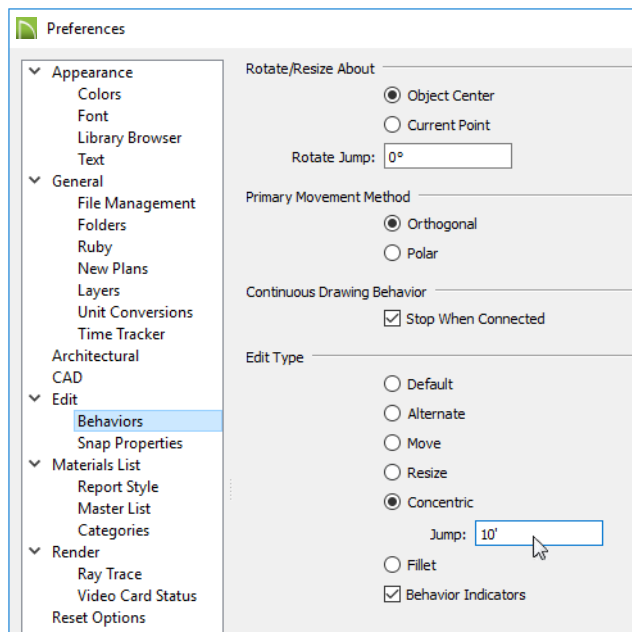 Preferences
Appearance
Colors
Font
Library Browser
Text
General
File Management
Folders
Ruby
New Plans
Layers
Unit Conversions
Time Tracker
Architectural
CAD
Edit
Behaviors
Snap Properties
Materials List
Report Style
Master List
Categories
Render
Ray Trace
Video Card Status
Reset Options
Rotate/Resize About
Object Center
Current Point
Rotate Jump: 0°
Primary Movement Method
Orthogonal
Polar
Continuous Drawing Behavior
Stop When Connected
Edit Type
Default
Alternate
Move
Resize
Concentric
Jump: 10'
Fillet
Behavior Indicators